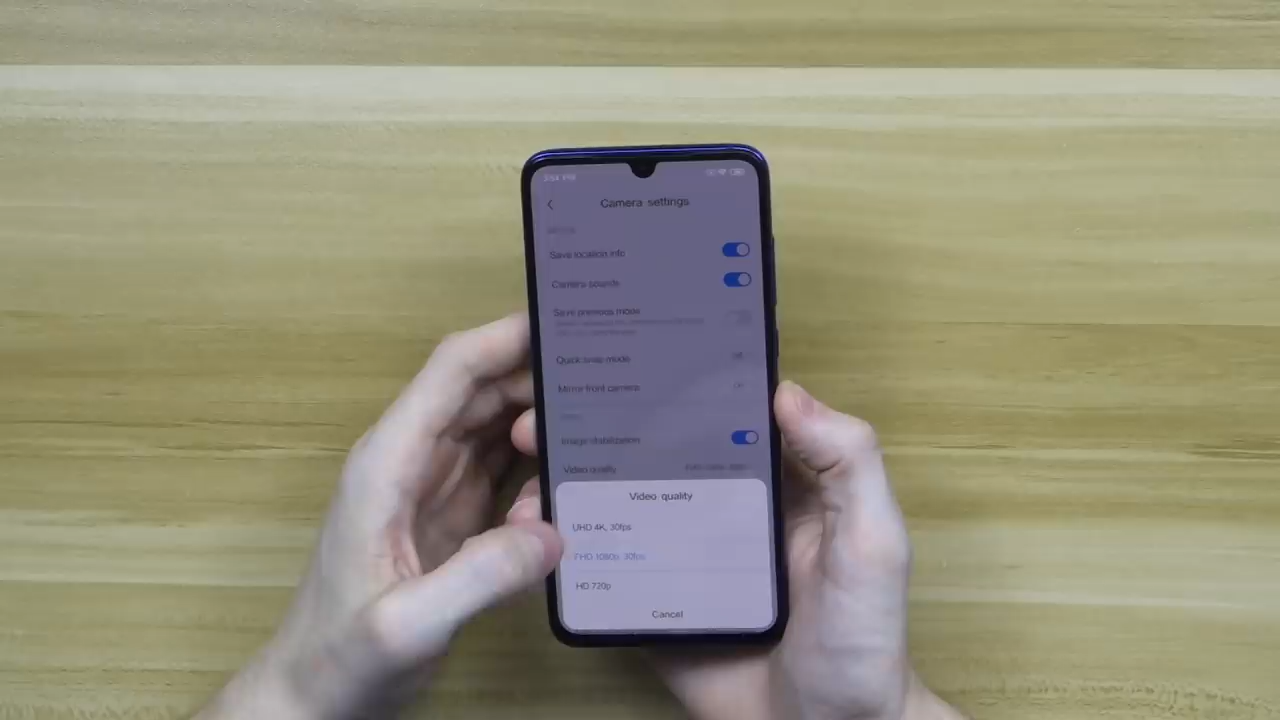 Camera settings
Save location info
Camera sounds
Save previous mode
Quick snap mode
Mirror front camera
Image stabilization
Video quality
Video quality
UHD 4K, 30fps
FHD 1080p, 30fps
HD 720p
Cancel